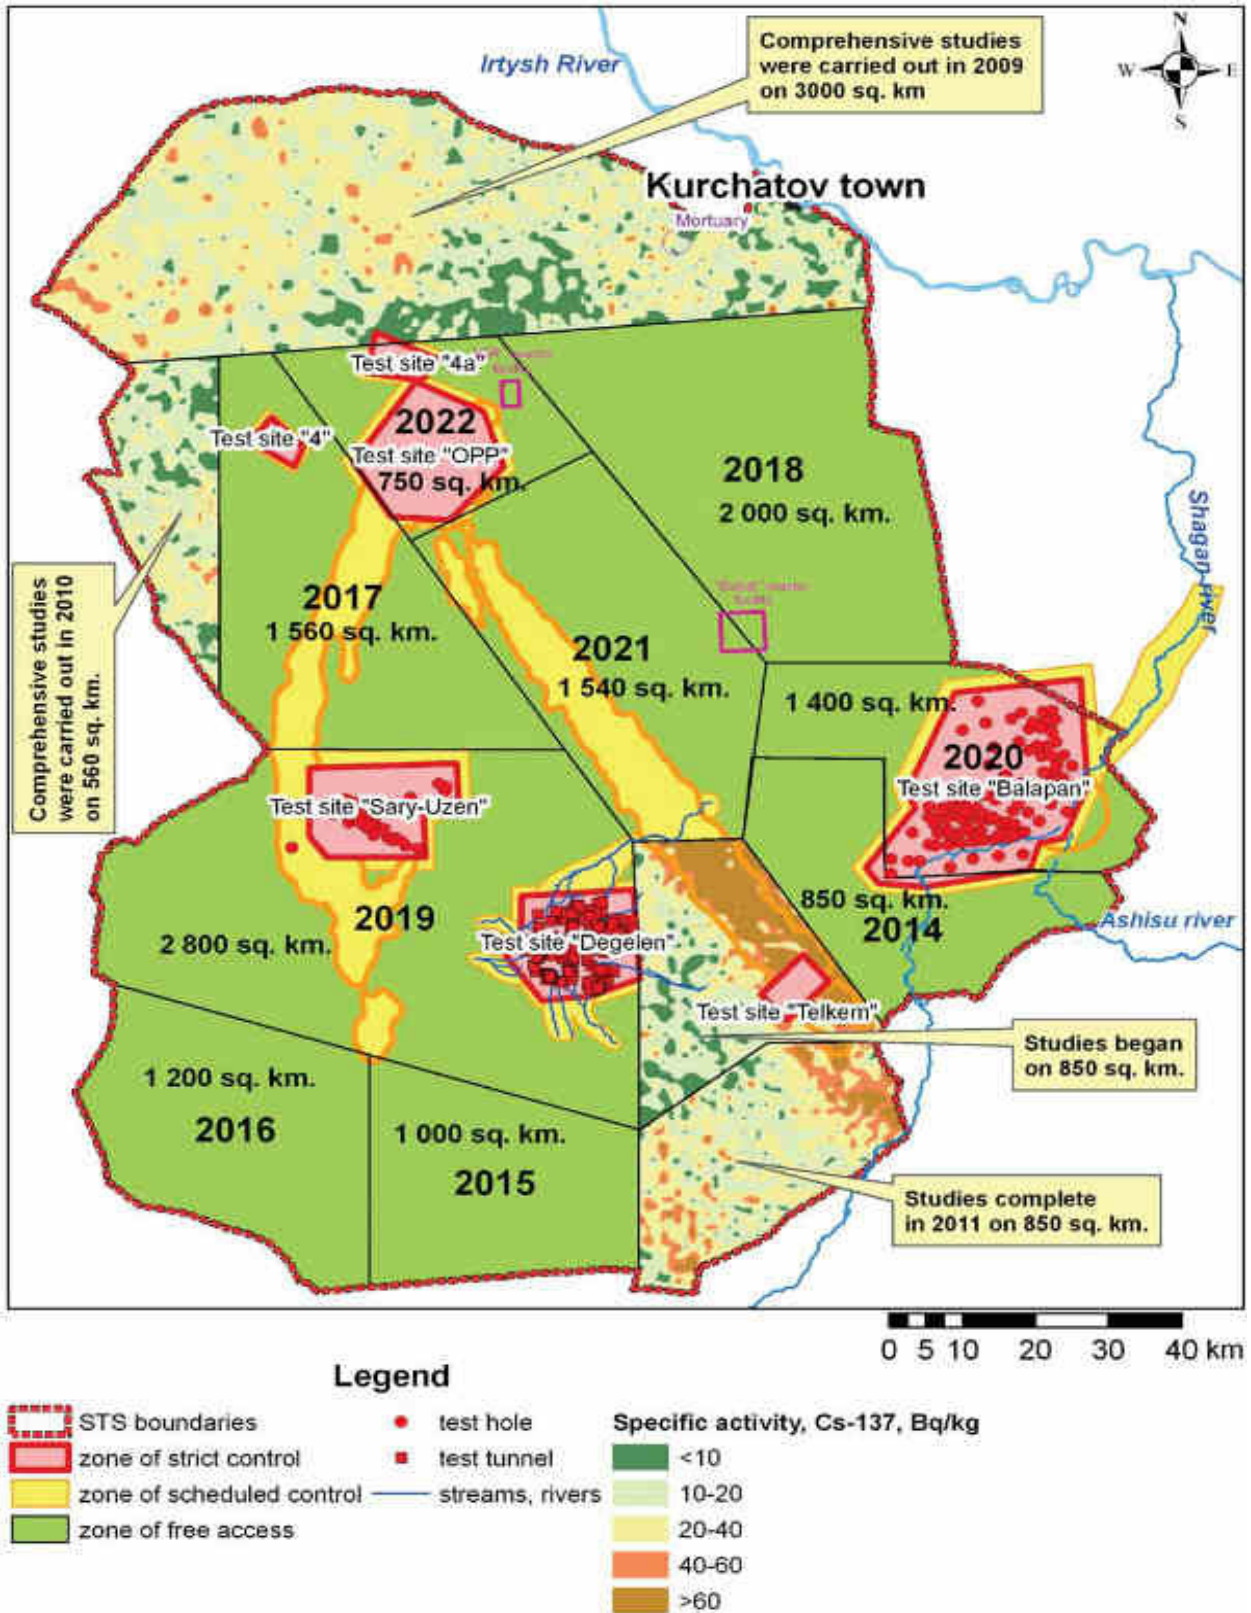 Irtysh River
Comprehensive studies
were carried out in 2009
on 3000 sq. km
N
W
E
S
Kurchatov town
Mortuary
Test site "4a"
2022
Test site "4"
Test site "OPP"
750 sq. km.
2018
2 000 sq. km.
Shagan river
Comprehensive studies
were carried out in 2010
on 560 sq. km.
2017
1 560 sq. km.
2021
1 540 sq. km.
1 400 sq. km.
2020
Test site "Balapan"
Test site "Sary-Uzen"
2019
2 800 sq. km.
850 sq. km.
2014
Ashisu river
Test site "Degelen"
Test site "Telkem"
Studies began
on 850 sq. km.
1 200 sq. km.
2016
1 000 sq. km.
2015
Studies complete
in 2011 on 850 sq. km.
0 5 10 20 30 40 km
Legend
STS boundaries
zone of strict control
zone of scheduled control
zone of free access
test hole
test tunnel
streams, rivers
Specific activity, Cs-137, Bq/kg
<10
10-20
20-40
40-60
>60